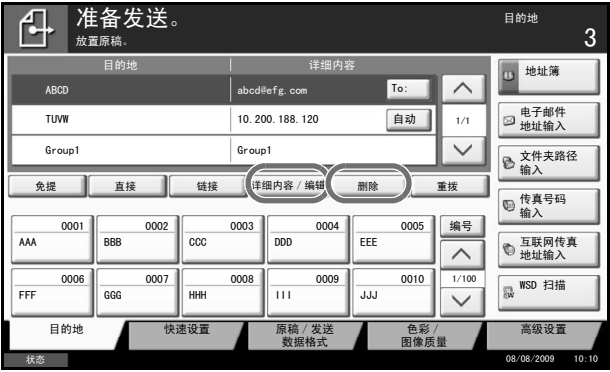 准备发送。
放置原稿。
目的地
3
目的地 详细内容
ABCD abcd@efg.com To:
TUVW 10.200.188.120 自动
Group1 Group1
1/1
免提 直接 链接 详细内容/编辑 删除 重拨
0001 0002 0003 0004 0005
AAA BBB CCC DDD EEE
0006 0007 0008 0009 0010
FFF GGG HHH III JJJ
编号
1/100
地址簿
电子邮件
地址输入
文件夹路径
输入
传真号码
输入
互联网传真
地址输入
WSD 扫描
目的地 快速设置 原稿/发送
数据格式 色彩/
图像质量 高级设置
状态 08/08/2009 10:10